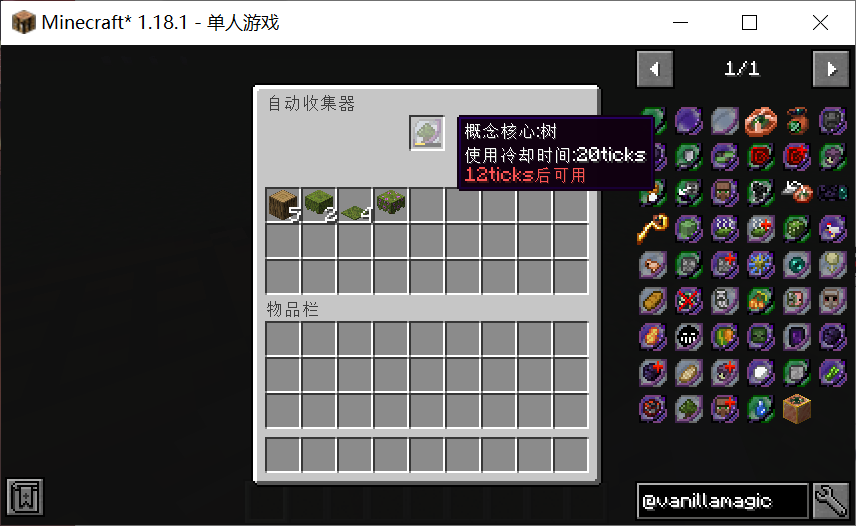 Minecraft* 1.18.1 - 单人游戏
1/1
自动收集器
概念核心:树
使用冷却时间:20ticks
12ticks后可用
5 2 4
物品栏
@vanillamagic